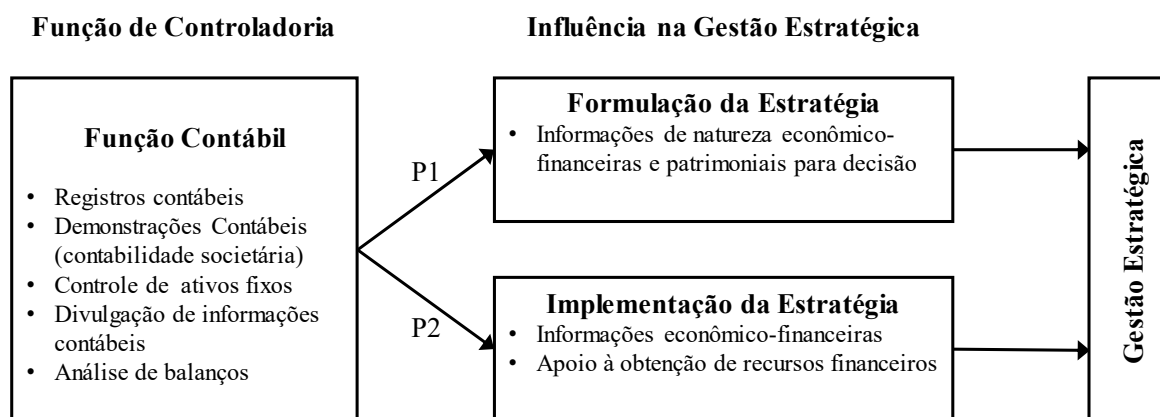 Função de Controladoria
Influência na Gestão Estratégica
Função Contábil
• Registros contábeis
• Demonstrações Contábeis
(contabilidade societária)
• Controle de ativos fixos
• Divulgação de informações
contábeis
• Análise de balanços
P1
P2
Formulação da Estratégia
• Informações de natureza econômico-
financeiras e patrimoniais para decisão
Implementação da Estratégia
• Informações econômico-financeiras
• Apoio à obtenção de recursos financeiros
Gestão Estratégica